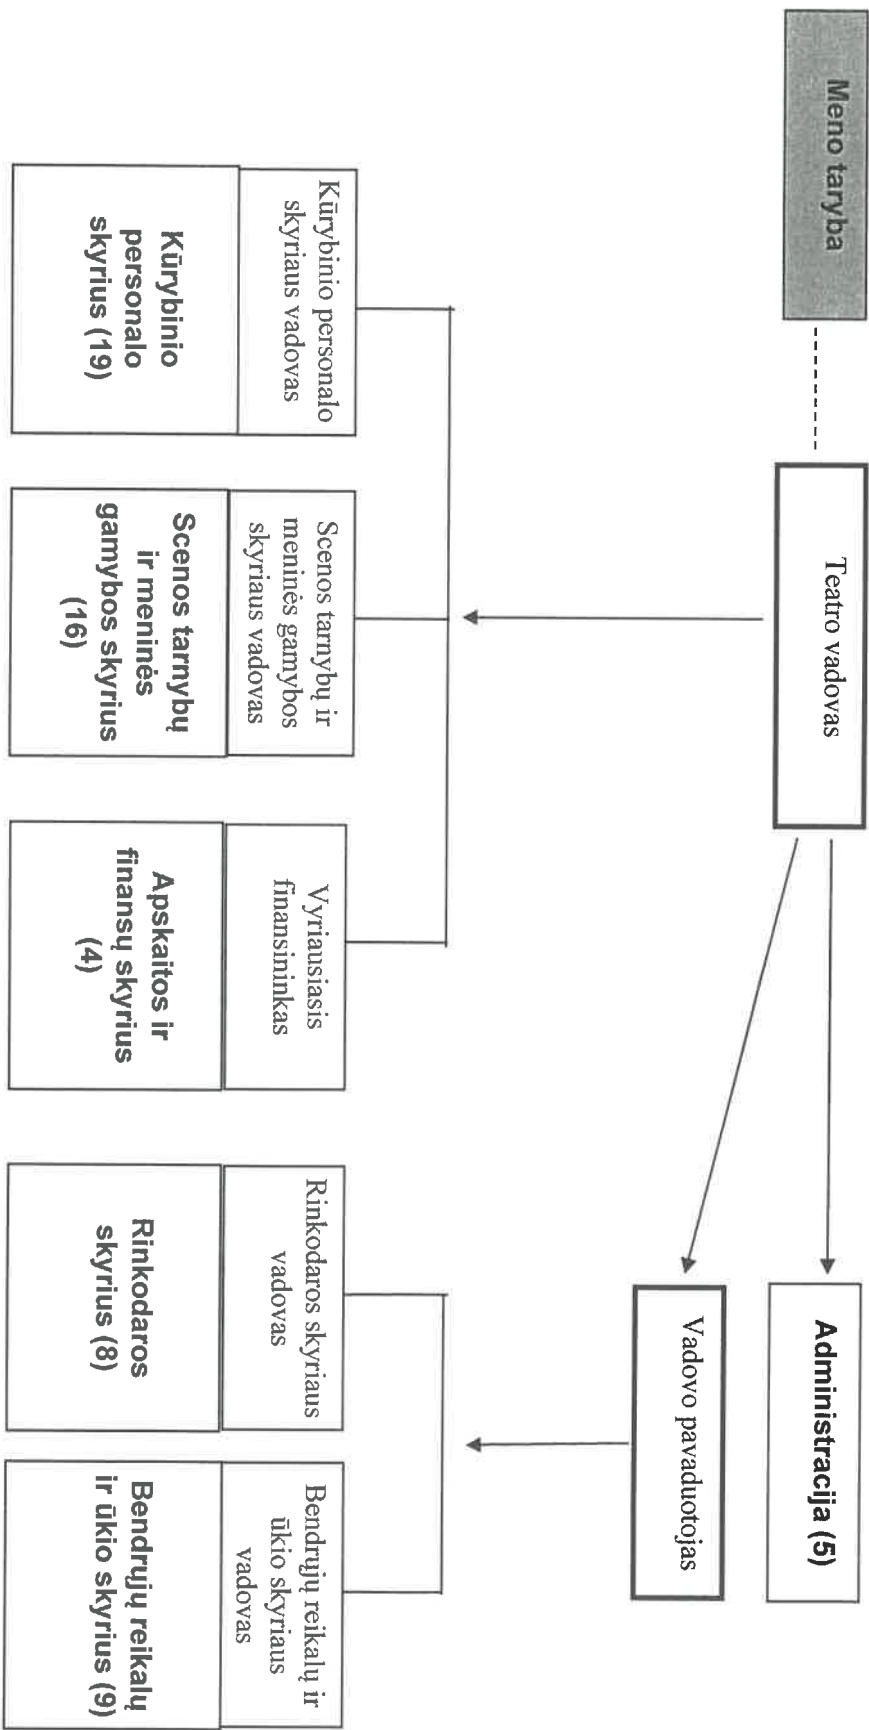 Meno taryba
Teatro vadovas
Administracija (5)
Vadovo pavaduotojas
Kūrybinio personalo
skyriaus vadovas
Kūrybinio
personalo
skyrius (19)
Scenos tarnybų ir
meninės gamybos
skyriaus vadovas
Scenos tarnybų
ir meninės
gamybos skyrius
(16)
Vyriausiasis
finansininkas
Apskaitos ir
finansų skyrius
(4)
Rinkodaros skyriaus
vadovas
Rinkodaros
skyrius (8)
Bendrųjų reikalų ir
ūkio skyriaus
vadovas
Bendrųjų reikalų
ir ūkio skyrius (9)